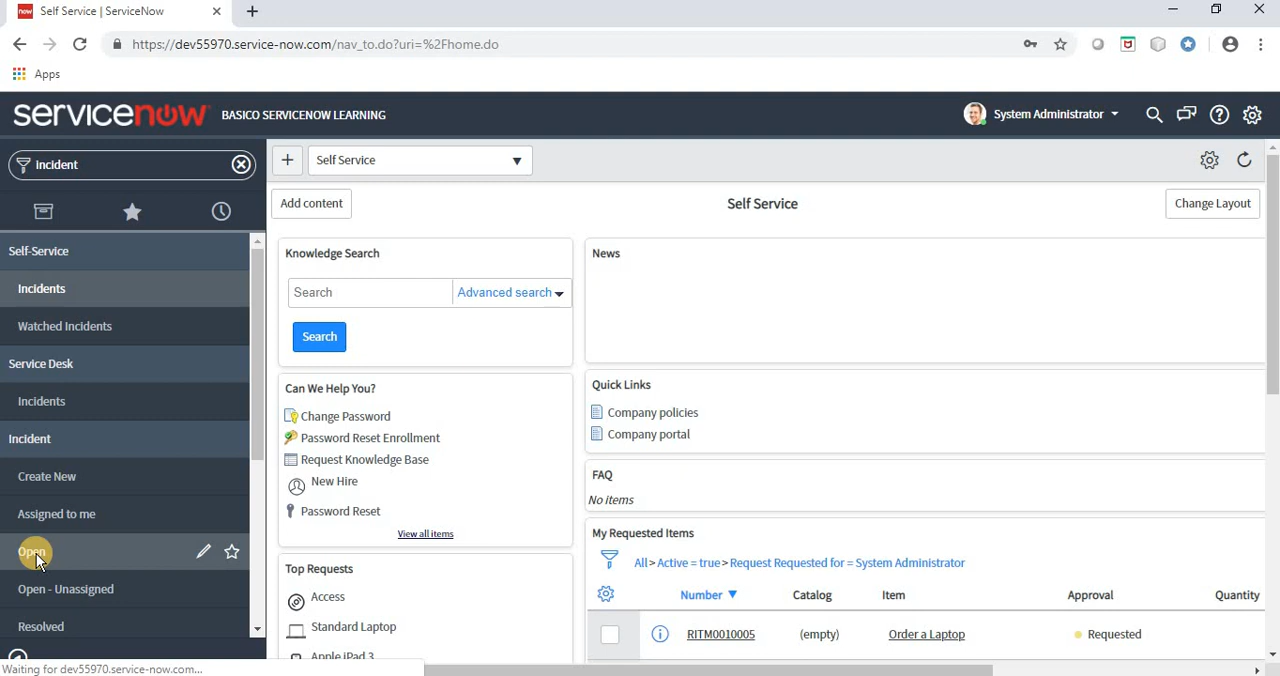 Self Service | ServiceNow
https://dev55970.service-now.com/nav_to.do?uri=%2Fhome.do
Apps
servicenow BASICO SERVICENOW LEARNING
System Administrator
incident
Self Service
Add content
Self Service
Change Layout
Self-Service
Incidents
Watched Incidents
Service Desk
Incidents
Incident
Create New
Assigned to me
Open
Open - Unassigned
Resolved
Knowledge Search
Search
Advanced search
Search
Can We Help You?
Change Password
Password Reset Enrollment
Request Knowledge Base
New Hire
Password Reset
View all items
Top Requests
Access
Standard Laptop
Apple iPad 3
News
Quick Links
Company policies
Company portal
FAQ
No items
My Requested Items
All > Active = true > Request Requested for = System Administrator
Number Catalog Item Approval Quantity
RITM0010005 (empty) Order a Laptop Requested
Waiting for dev55970.service-now.com...